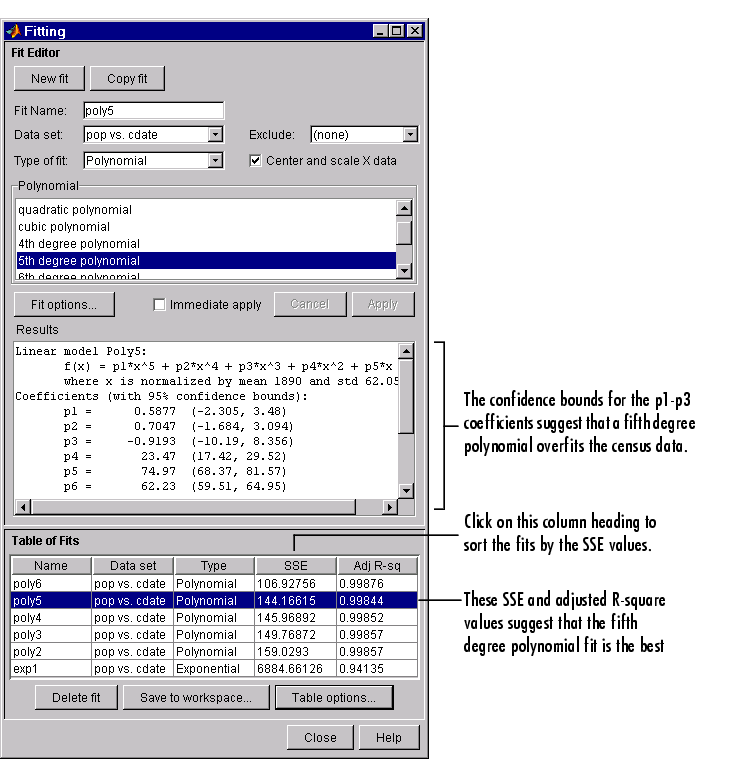 Fitting
Fit Editor
New fit
Copy fit
Fit Name: poly5
Data set: pop vs. cdate
Exclude: (none)
Type of fit: Polynomial
Center and scale X data
Polynomial
quadratic polynomial
cubic polynomial
4th degree polynomial
5th degree polynomial
6th degree polynomial
Fit options...
Immediate apply
Cancel
Apply
Results
Linear model Poly5:
f(x) = p1*x^5 + p2*x^4 + p3*x^3 + p4*x^2 + p5*x
where x is normalized by mean 1890 and std 62.05
Coefficients (with 95% confidence bounds):
p1 = 0.5877 (-2.305, 3.48)
p2 = 0.7047 (-1.684, 3.094)
p3 = -0.9193 (-10.19, 8.356)
p4 = 23.47 (17.42, 29.52)
p5 = 74.97 (68.37, 81.57)
p6 = 62.23 (59.51, 64.95)
The confidence bounds for the p1-p3
coefficients suggest that a fifth degree
polynomial overfits the census data.
Click on this column heading to
sort the fits by the SSE values.
Table of Fits
Name Data set Type SSE Adj R-sq
poly6 pop vs. cdate Polynomial 106.92756 0.99876
poly5 pop vs. cdate Polynomial 144.16615 0.99844
poly4 pop vs. cdate Polynomial 145.96892 0.99852
poly3 pop vs. cdate Polynomial 149.76872 0.99857
poly2 pop vs. cdate Polynomial 159.0293 0.99857
exp1 pop vs. cdate Exponential 6884.66126 0.94135
These SSE and adjusted R-square
values suggest that the fifth
degree polynomial fit is the best
Delete fit
Save to workspace...
Table options...
Close
Help